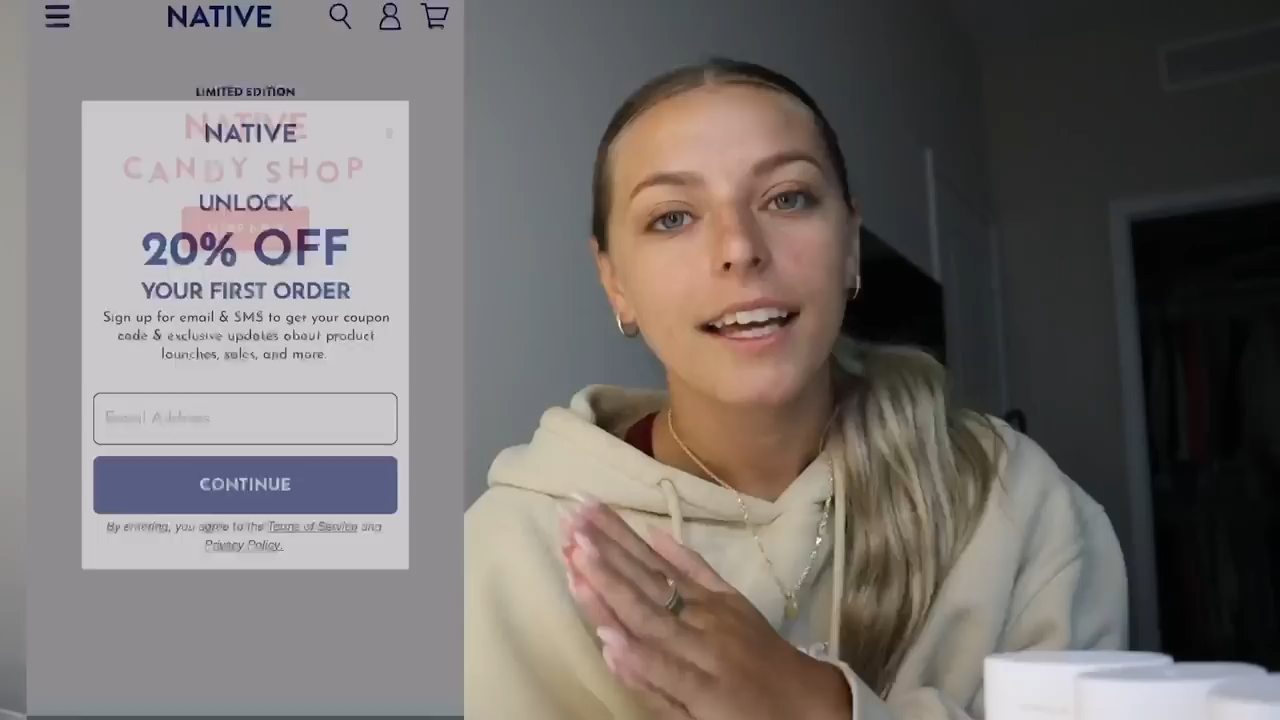 NATIVE
LIMITED EDITION
NATIVE
NATIVE
CANDY SHOP
UNLOCK
20% OFF
YOUR FIRST ORDER
Sign up for email & SMS to get your coupon
code & exclusive updates about product
launches, sales, and more.
Email Address
CONTINUE
By entering, you agree to the Terms of Service and
Privacy Policy.